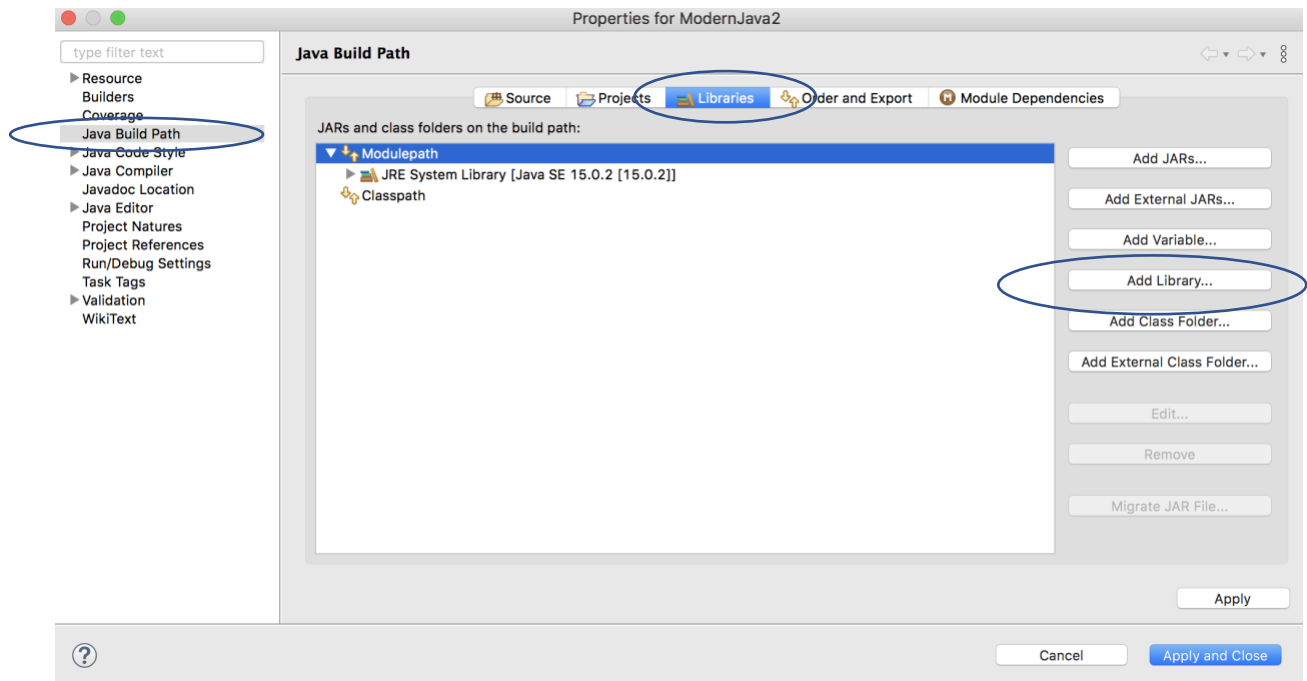 Properties for ModernJava2
type filter text
Resource
Builders
Coverage
Java Build Path
Java Code Style
Java Compiler
Javadoc Location
Java Editor
Project Natures
Project References
Run/Debug Settings
Task Tags
Validation
WikiText
Java Build Path
Source Projects Libraries Order and Export Module Dependencies
JARs and class folders on the build path:
Modulepath
JRE System Library [Java SE 15.0.2 [15.0.2]]
Classpath
Add JARs...
Add External JARs...
Add Variable...
Add Library...
Add Class Folder...
Add External Class Folder...
Edit...
Remove
Migrate JAR File...
Apply
?
Cancel Apply and Close